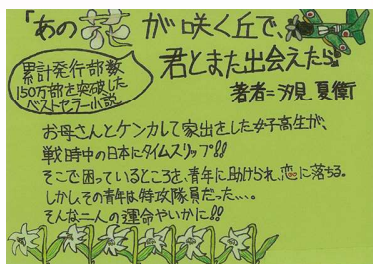 「あの花が咲く丘で、
君とまた出会えたら。」
著者=汐見 夏衛
累計発行部数
150万部を突破した
ベストセラー小説
お母さんとケンカして家出をした女子高生が、
戦時中の日本にタイムスリップ!!
そこで困っているところを、青年に助けられ、恋に落ちる。
しかし、その青年は特攻隊員だった...。
そんな二人の運命やいかに!!